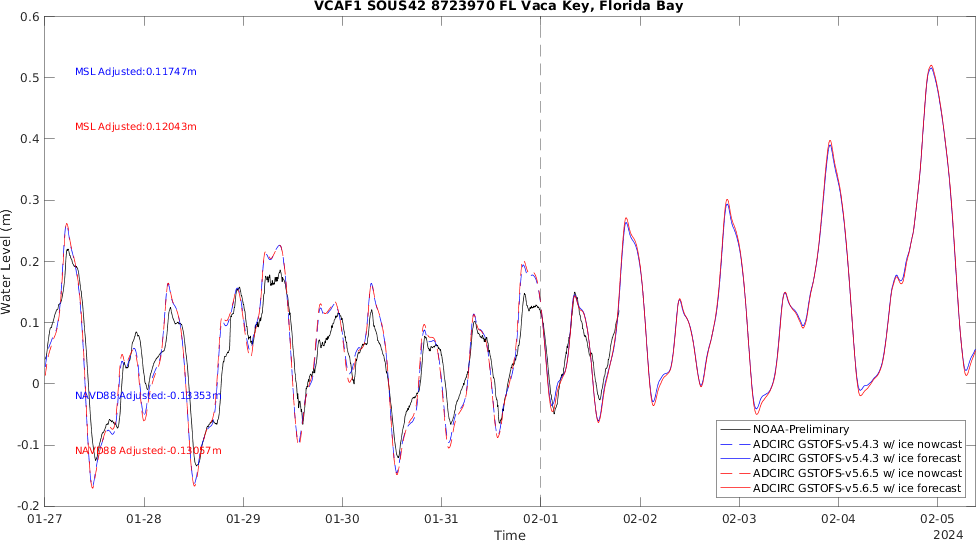 VCAF1 SOUS42 8723970 FL Vaca Key, Florida Bay
0.6
0.5
0.4
0.3
0.2
0.1
0
-0.1
-0.2
Water Level (m)
MSL Adjusted:0.11747m
MSL Adjusted:0.12043m
NAVD88 Adjusted:-0.13353m
NAVD88 Adjusted:-0.13057m
NOAA-Preliminary
ADCIRC GSTOFS-v5.4.3 w/ ice nowcast
ADCIRC GSTOFS-v5.4.3 w/ ice forecast
ADCIRC GSTOFS-v5.6.5 w/ ice nowcast
ADCIRC GSTOFS-v5.6.5 w/ ice forecast
01-27 01-28 01-29 01-30 01-31 02-01 02-02 02-03 02-04 02-05
Time
2024